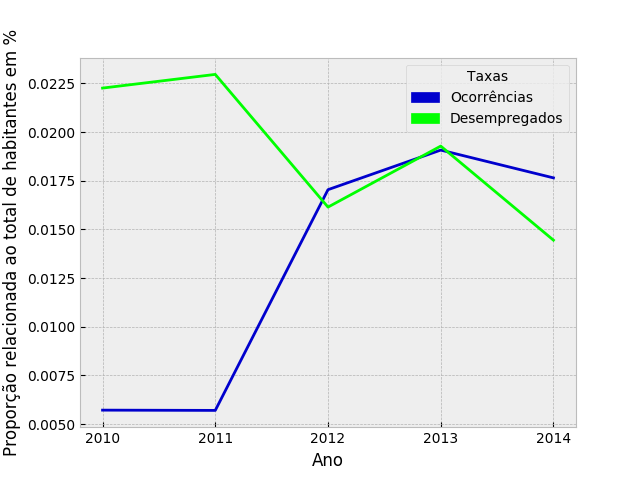 Proporção relacionada ao total de habitantes em %
0.0225
0.0200
0.0175
0.0150
0.0125
0.0100
0.0075
0.0050
Taxas
Ocorrências
Desempregados
2010 2011 2012 2013 2014
Ano